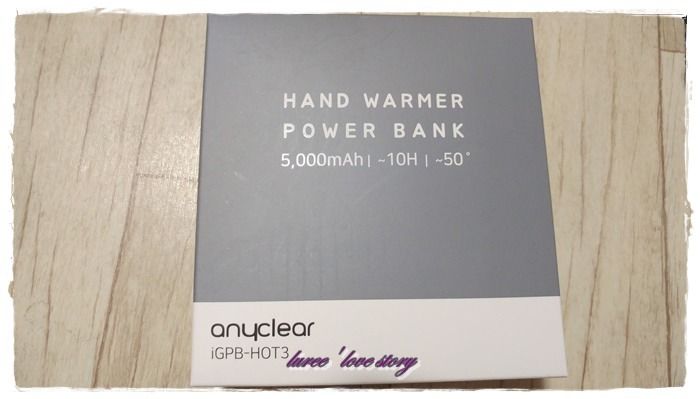 HAND WARMER
POWER BANK
5,000mAh | ~10H | ~50°
anyclear
iGPB-HOT3
luree 'love story